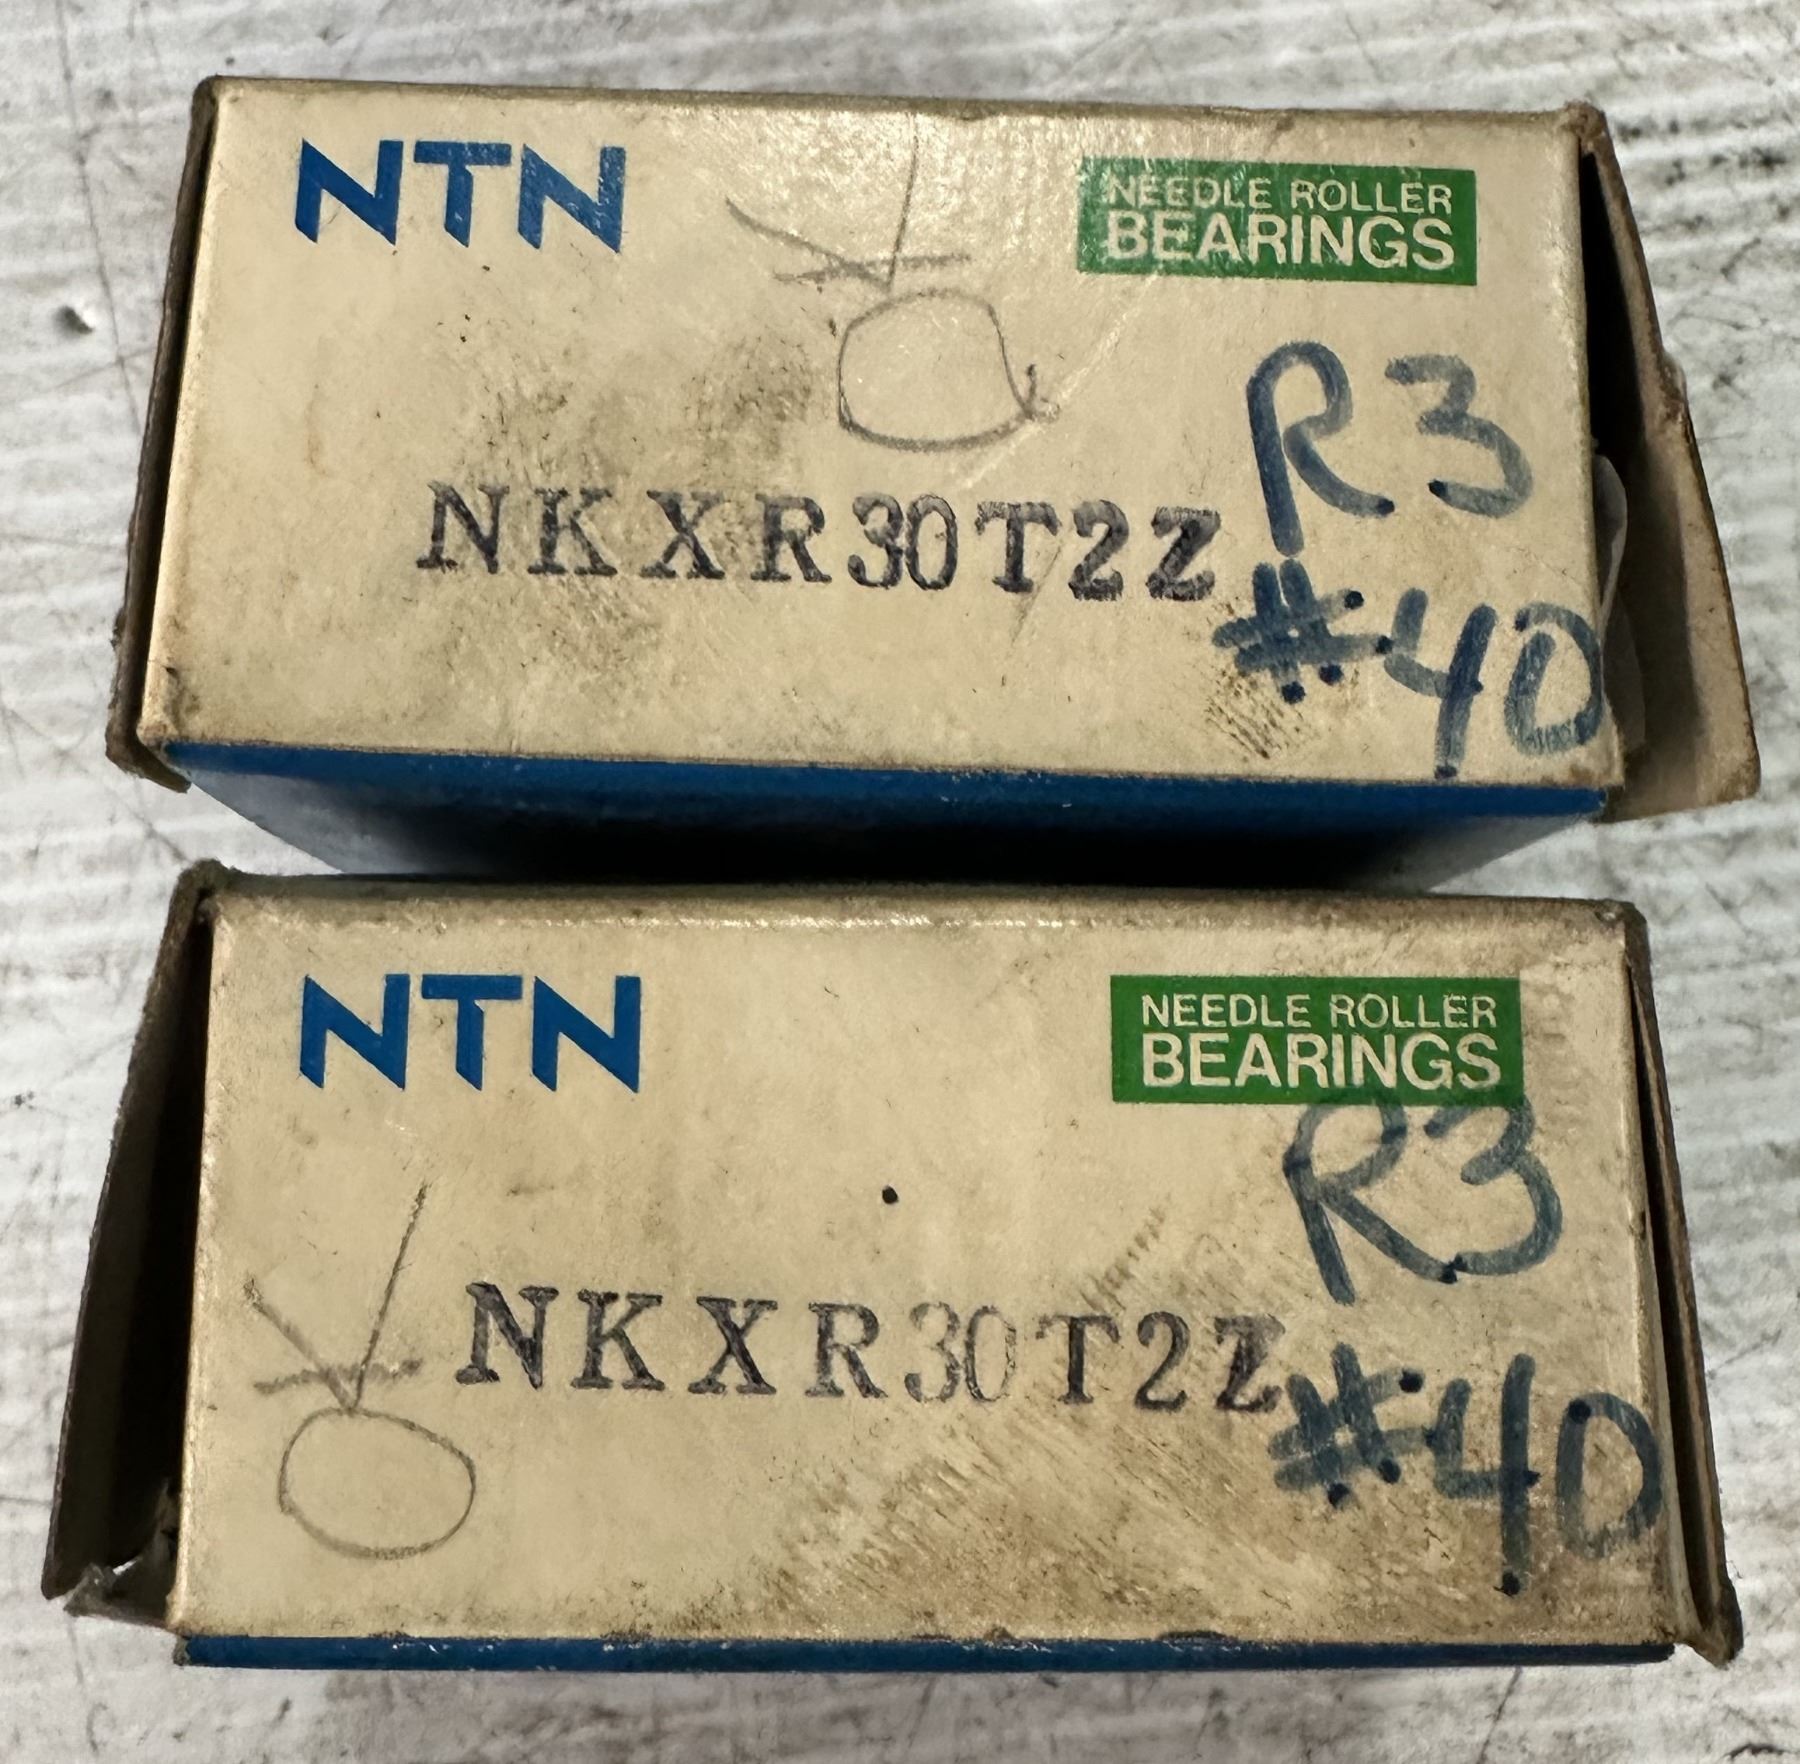 NTN
NEEDLE ROLLER
BEARINGS
R3
NKXR30T2Z
#40
NTN
NEEDLE ROLLER
BEARINGS
R3
NKXR30T2Z
#40